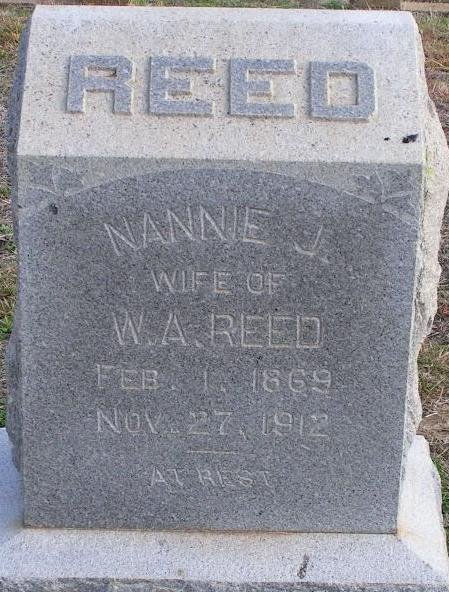 REED
NANNIE J.
WIFE OF
W.A. REED
FEB. 1. 1869
NOV. 27, 1912
AT REST